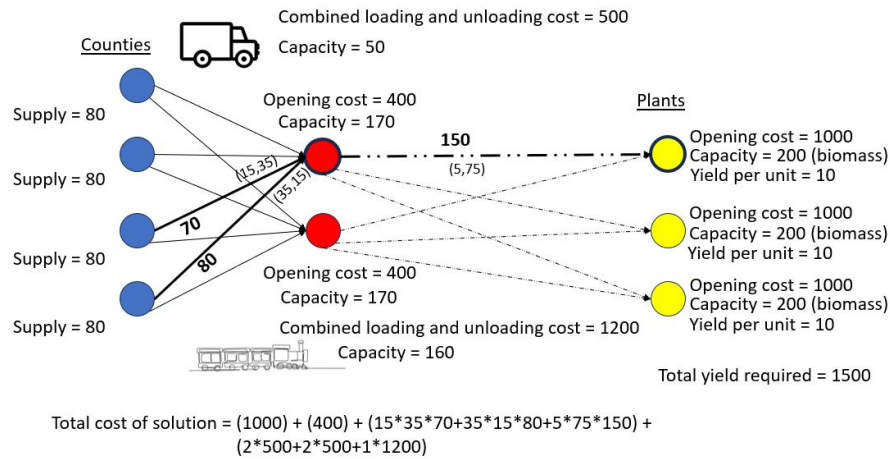 Combined loading and unloading cost = 500
Capacity = 50
Counties
Supply = 80
Supply = 80
Supply = 80
Supply = 80
Opening cost = 400
Capacity = 170
(15,35)
(35,15)
70
80
150
(5,75)
Opening cost = 400
Capacity = 170
Plants
Opening cost = 1000
Capacity = 200 (biomass)
Yield per unit = 10
Opening cost = 1000
Capacity = 200 (biomass)
Yield per unit = 10
Opening cost = 1000
Capacity = 200 (biomass)
Yield per unit = 10
Combined loading and unloading cost = 1200
Capacity = 160
Total yield required = 1500
Total cost of solution = (1000) + (400) + (15*35*70+35*15*80+5*75*150) +
(2*500+2*500+1*1200)